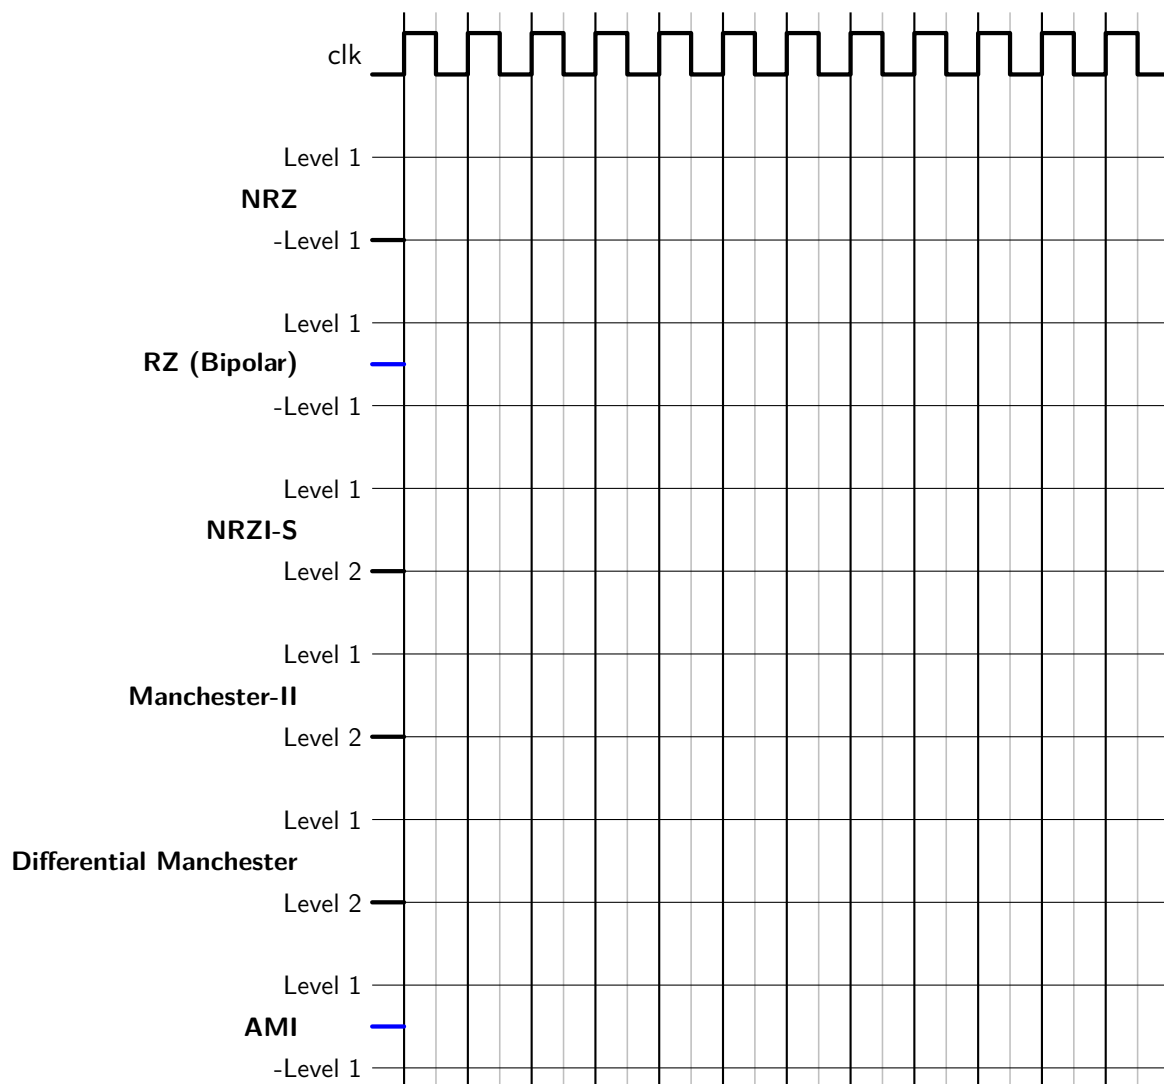 clk
Level 1
NRZ
-Level 1
Level 1
RZ (Bipolar)
-Level 1
Level 1
NRZI-S
Level 2
Level 1
Manchester-II
Level 2
Level 1
Differential Manchester
Level 2
Level 1
AMI
-Level 1